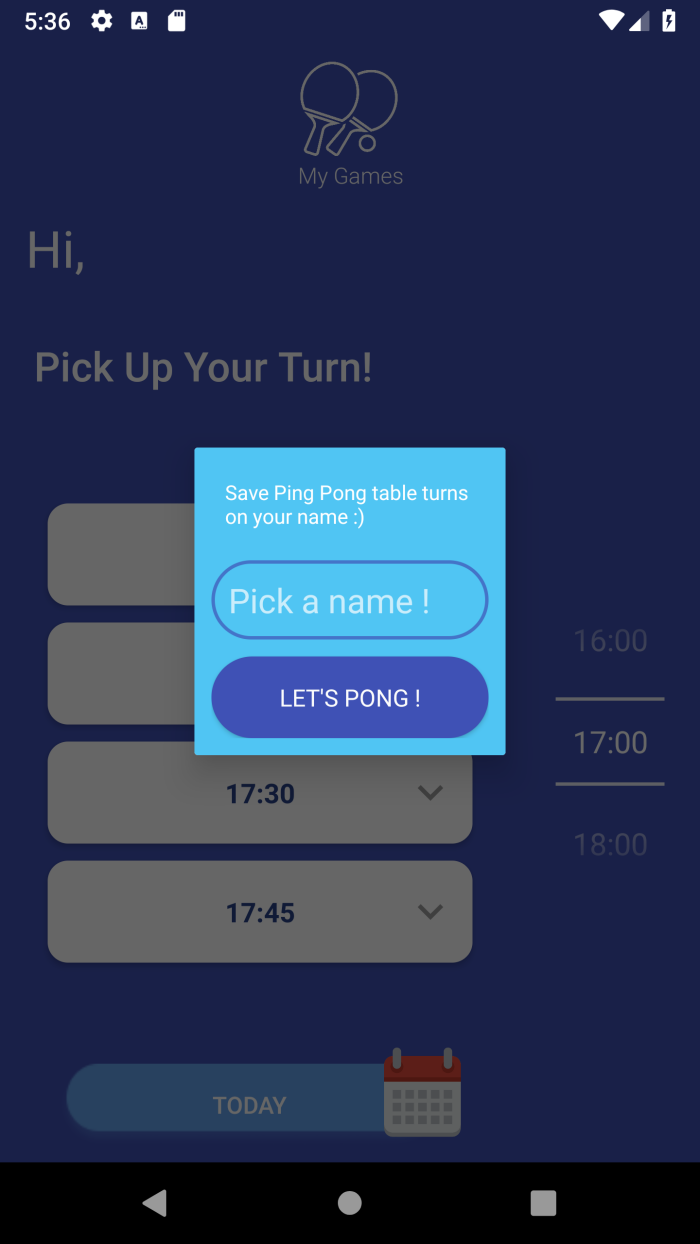 5:36
My Games
Hi,
Pick Up Your Turn!
Save Ping Pong table turns
on your name :)
Pick a name !
LET'S PONG !
16:00
17:00
17:30
18:00
17:45
TODAY